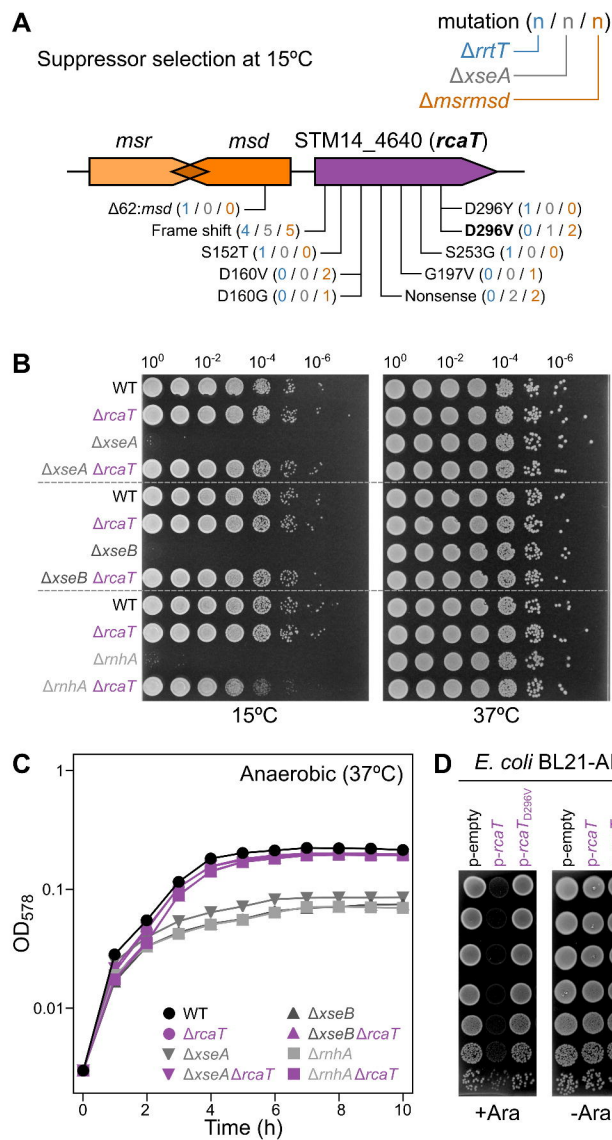 A
Suppressor selection at 15ºC
mutation (n / n / n)
ΔrrtT
ΔxseA
Δmsrmsd
msr
msd
STM14_4640 (rcaT)
Δ62:msd (1 / 0 / 0)
Frame shift (4 / 5 / 5)
S152T (1 / 0 / 0)
D160V (0 / 0 / 2)
D160G (0 / 0 / 1)
D296Y (1 / 0 / 0)
D296V (0 / 1 / 2)
S253G (1 / 0 / 0)
G197V (0 / 0 / 1)
Nonsense (0 / 2 / 2)
B
10⁰ 10⁻² 10⁻⁴ 10⁻⁶ 10⁰ 10⁻² 10⁻⁴ 10⁻⁶
WT
ΔrcaT
ΔxseA
ΔxseA ΔrcaT
WT
ΔrcaT
ΔxseB
ΔxseB ΔrcaT
WT
ΔrcaT
ΔrnhA
ΔrnhA ΔrcaT
15ºC 37ºC
C
Anaerobic (37ºC)
OD₅₇₈
1
0.1
0.01
WT
ΔrcaT
ΔxseA
ΔxseA ΔrcaT
ΔxseB
ΔxseB ΔrcaT
ΔrnhA
ΔrnhA ΔrcaT
0 2 4 6 8 10
Time (h)
D
E. coli BL21-AI
p-empty
p-rcaT
p-rcaT D296V
p-empty
p-rcaT
+Ara -Ara